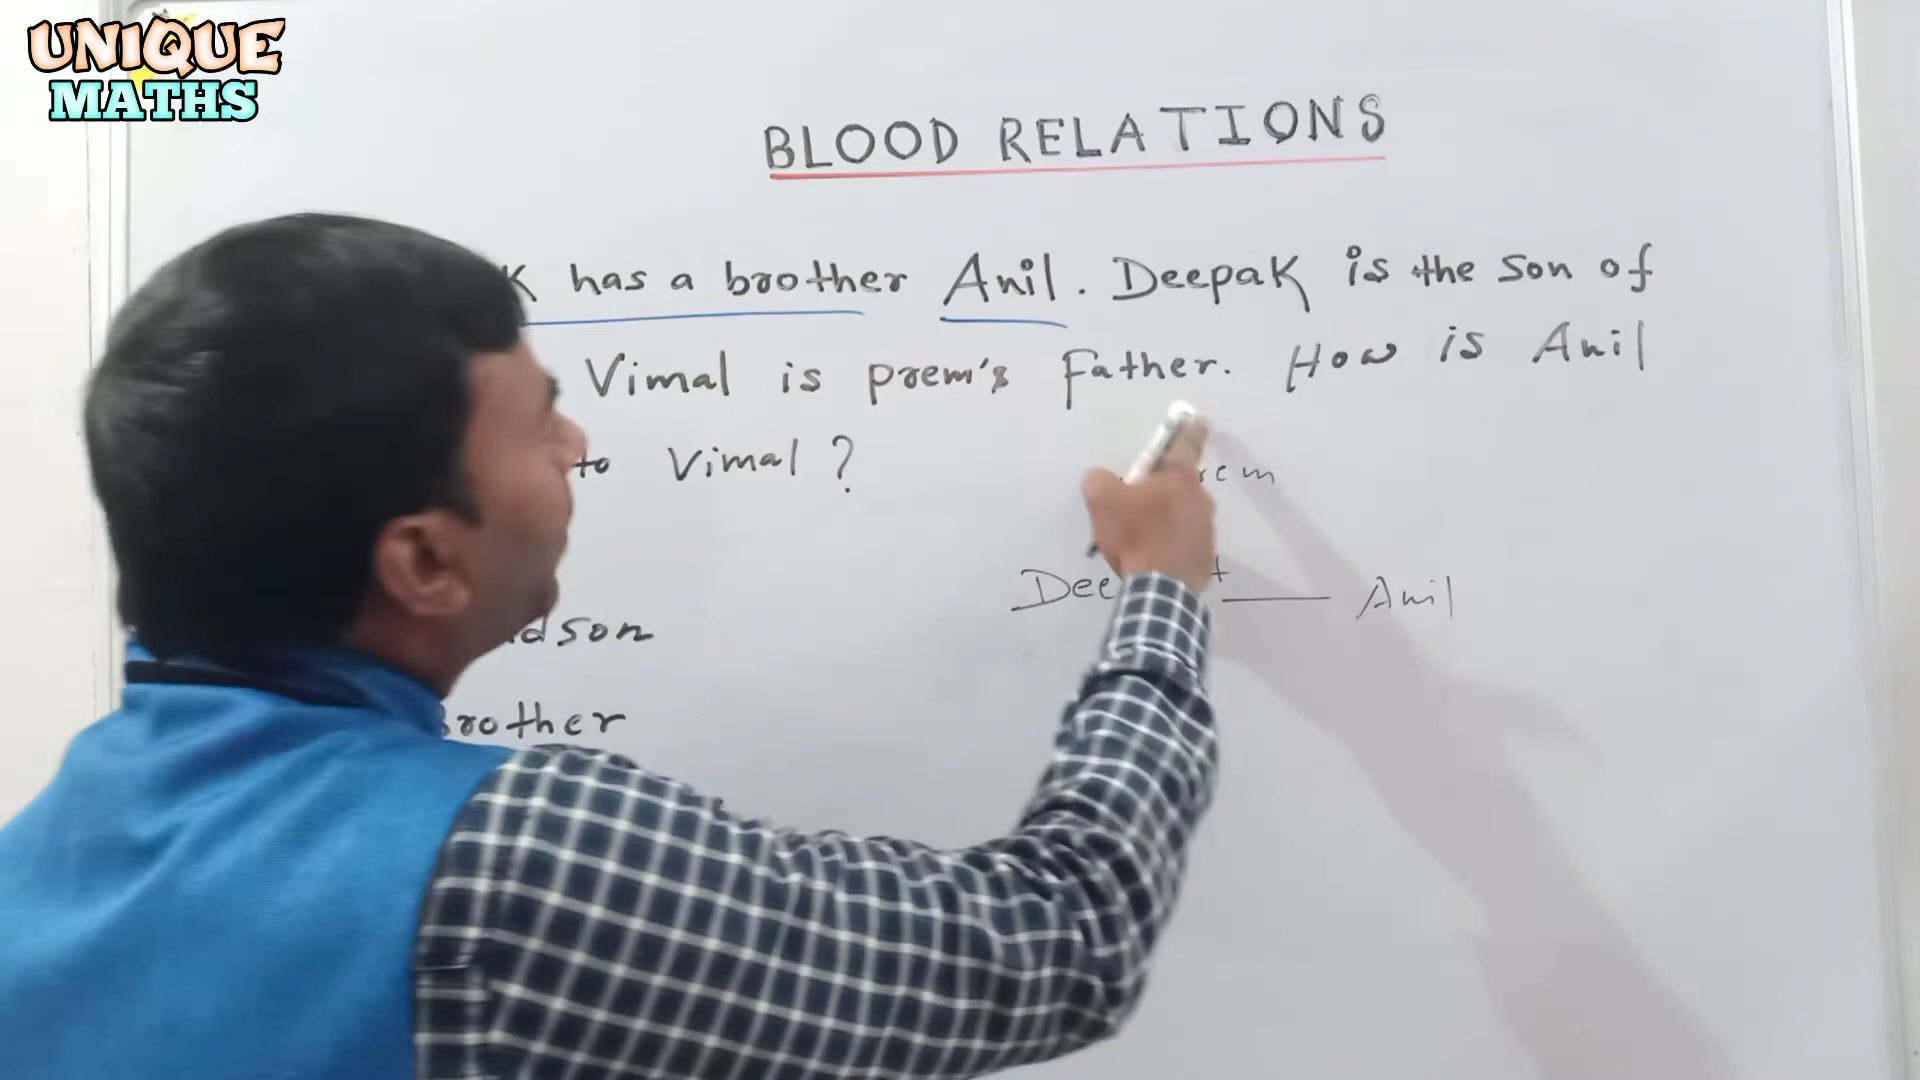 UNIQUE
MATHS
BLOOD RELATIONS
K has a brother Anil. Deepak is the son of
Vimal is prem's Father. How is Anil
to Vimal ?
rem
Dee + Anil
dson
Brother